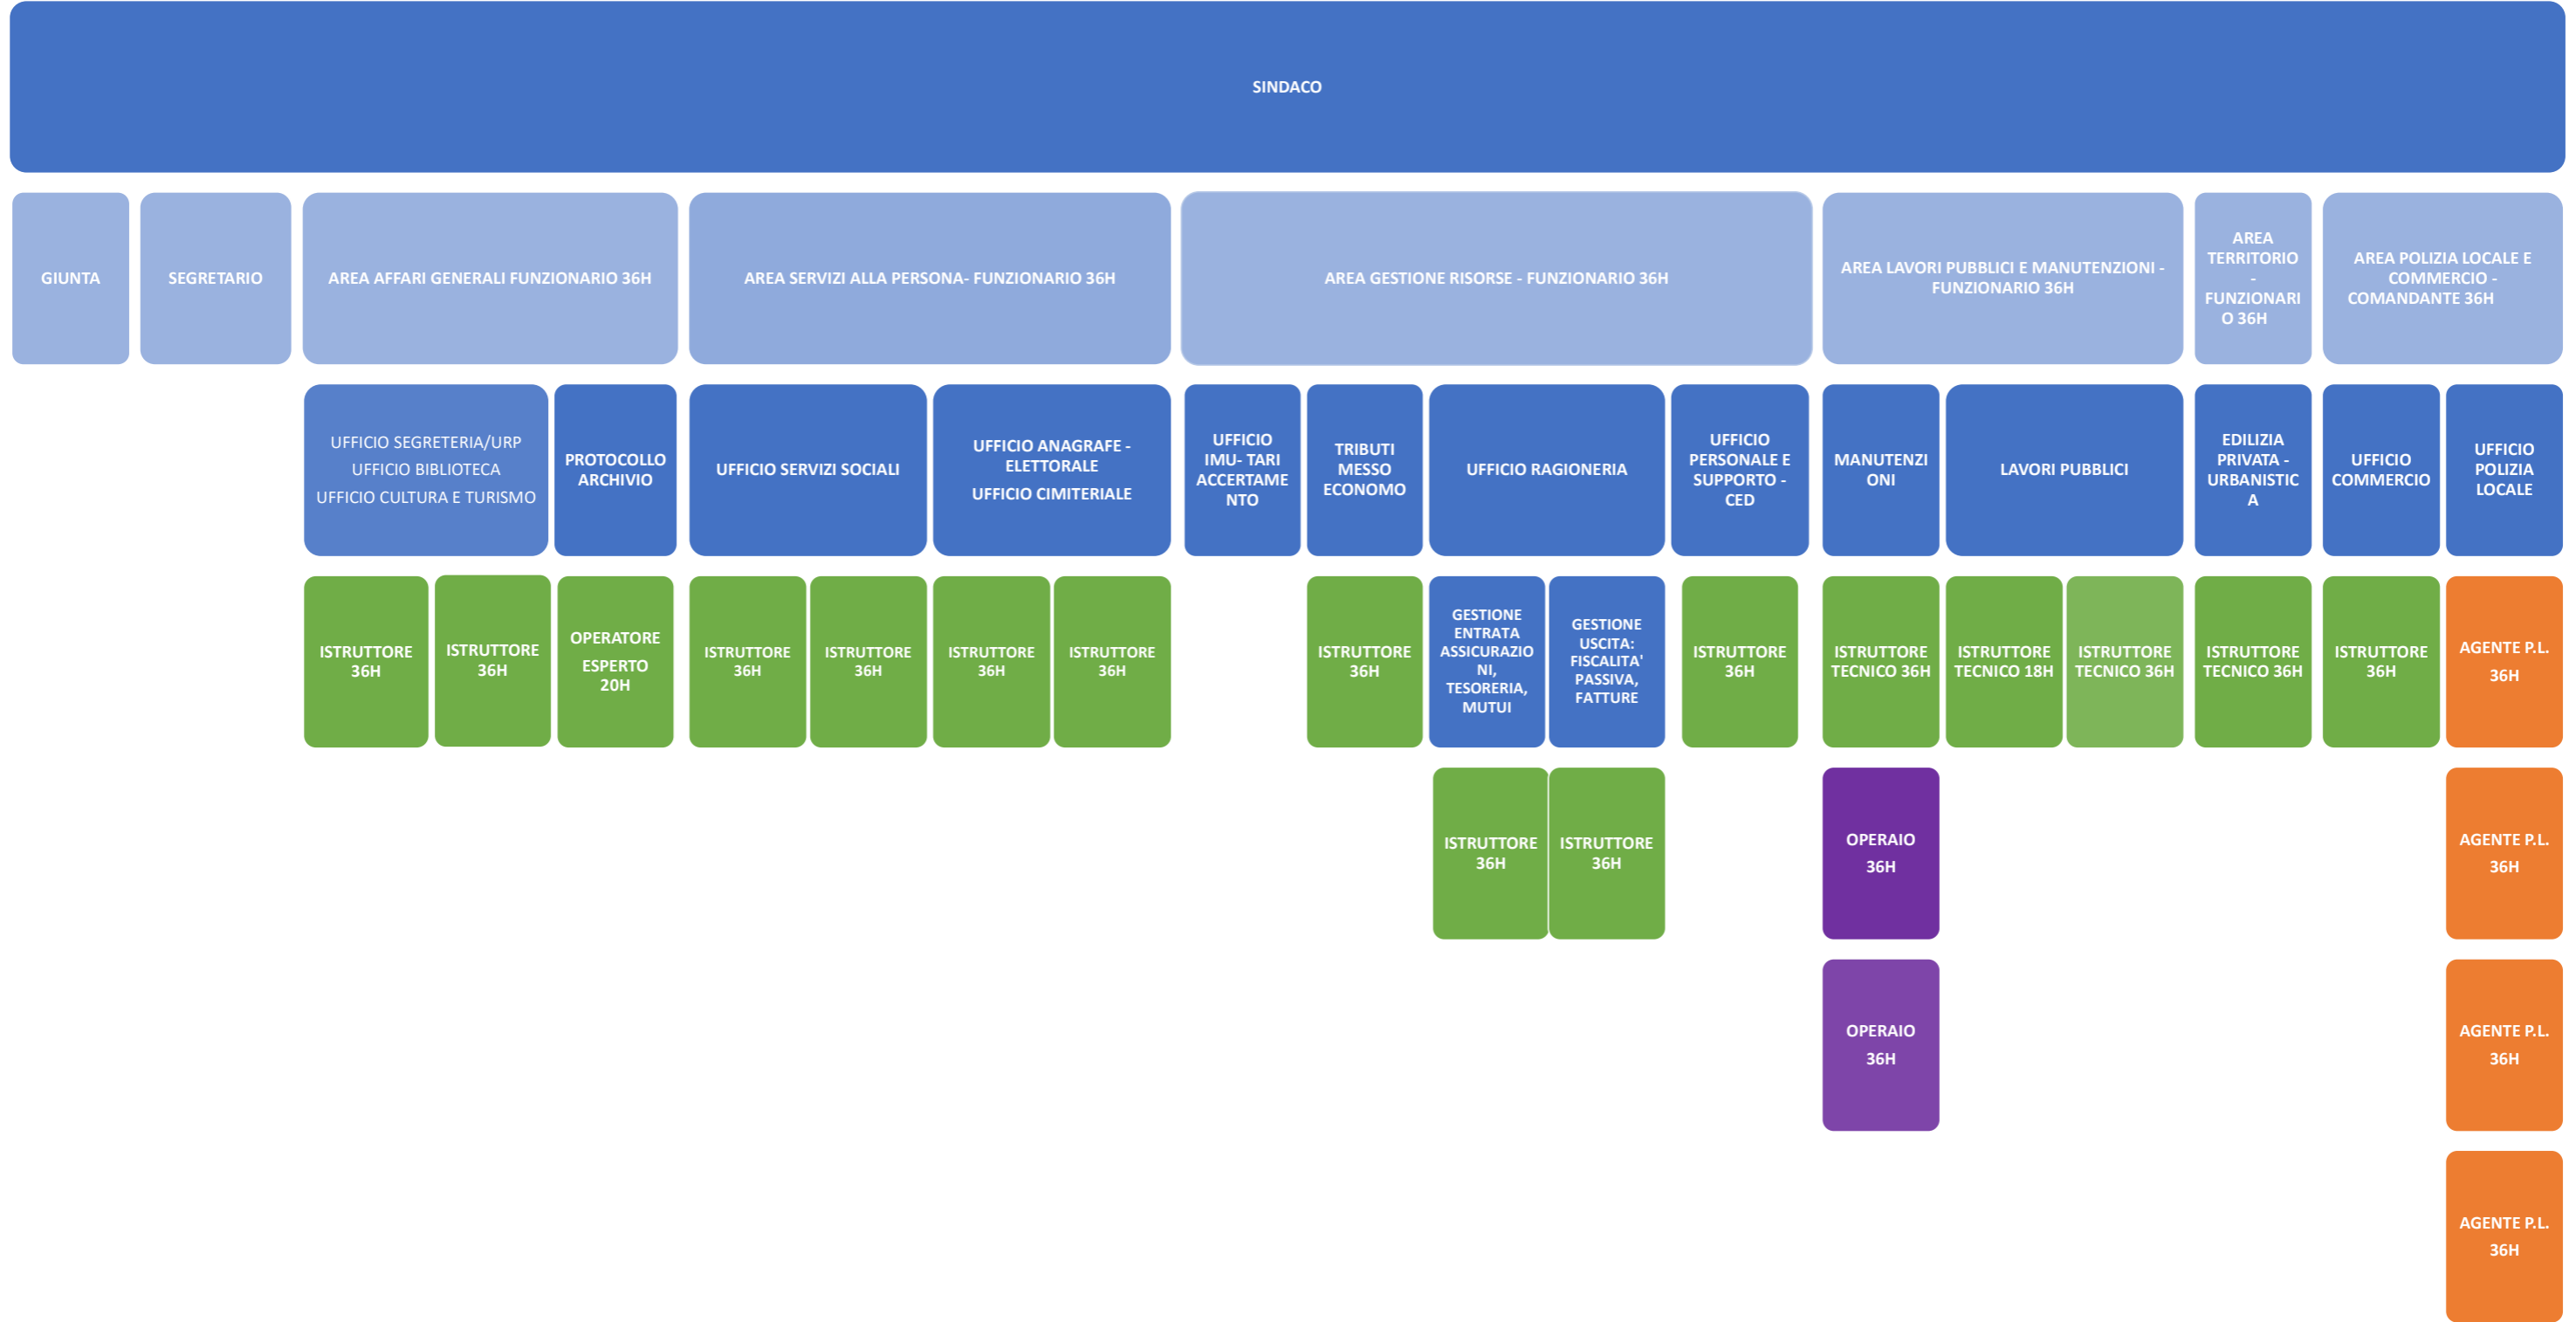 SINDACO
GIUNTA
SEGRETARIO
AREA AFFARI GENERALI FUNZIONARIO 36H
AREA SERVIZI ALLA PERSONA- FUNZIONARIO 36H
AREA GESTIONE RISORSE - FUNZIONARIO 36H
AREA LAVORI PUBBLICI E MANUTENZIONI -
FUNZIONARIO 36H
AREA
TERRITORIO
-
FUNZIONARI
O 36H
AREA POLIZIA LOCALE E
COMMERCIO -
COMANDANTE 36H
UFFICIO SEGRETERIA/URP
UFFICIO BIBLIOTECA
UFFICIO CULTURA E TURISMO
PROTOCOLLO
ARCHIVIO
UFFICIO SERVIZI SOCIALI
UFFICIO ANAGRAFE -
ELETTORALE
UFFICIO CIMITERIALE
UFFICIO
IMU- TARI
ACCERTAME
NTO
TRIBUTI
MESSO
ECONOMO
UFFICIO RAGIONERIA
UFFICIO
PERSONALE E
SUPPORTO -
CED
MANUTENZI
ONI
LAVORI PUBBLICI
EDILIZIA
PRIVATA -
URBANISTIC
A
UFFICIO
COMMERCIO
UFFICIO
POLIZIA
LOCALE
ISTRUTTORE
36H
ISTRUTTORE
36H
OPERATORE
ESPERTO
20H
ISTRUTTORE
36H
ISTRUTTORE
36H
ISTRUTTORE
36H
ISTRUTTORE
36H
ISTRUTTORE
36H
GESTIONE
ENTRATA
ASSICURAZIO
NI,
TESORERIA,
MUTUI
GESTIONE
USCITA:
FISCALITA'
PASSIVA,
FATTURE
ISTRUTTORE
36H
ISTRUTTORE
TECNICO 36H
ISTRUTTORE
TECNICO 18H
ISTRUTTORE
TECNICO 36H
ISTRUTTORE
TECNICO 36H
ISTRUTTORE
36H
AGENTE P.L.
36H
ISTRUTTORE
36H
ISTRUTTORE
36H
OPERAIO
36H
AGENTE P.L.
36H
OPERAIO
36H
AGENTE P.L.
36H
AGENTE P.L.
36H